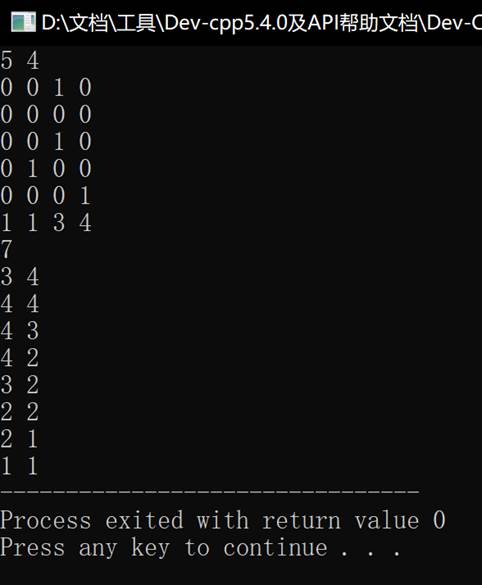 D:\文档\工具\Dev-cpp5.4.0及API帮助文档\Dev-C
5 4
0 0 1 0
0 0 0 0
0 0 1 0
0 1 0 0
0 0 0 1
1 1 3 4
7
3 4
4 4
4 3
4 2
3 2
2 2
2 1
1 1
--------------------------------
Process exited with return value 0
Press any key to continue . . .